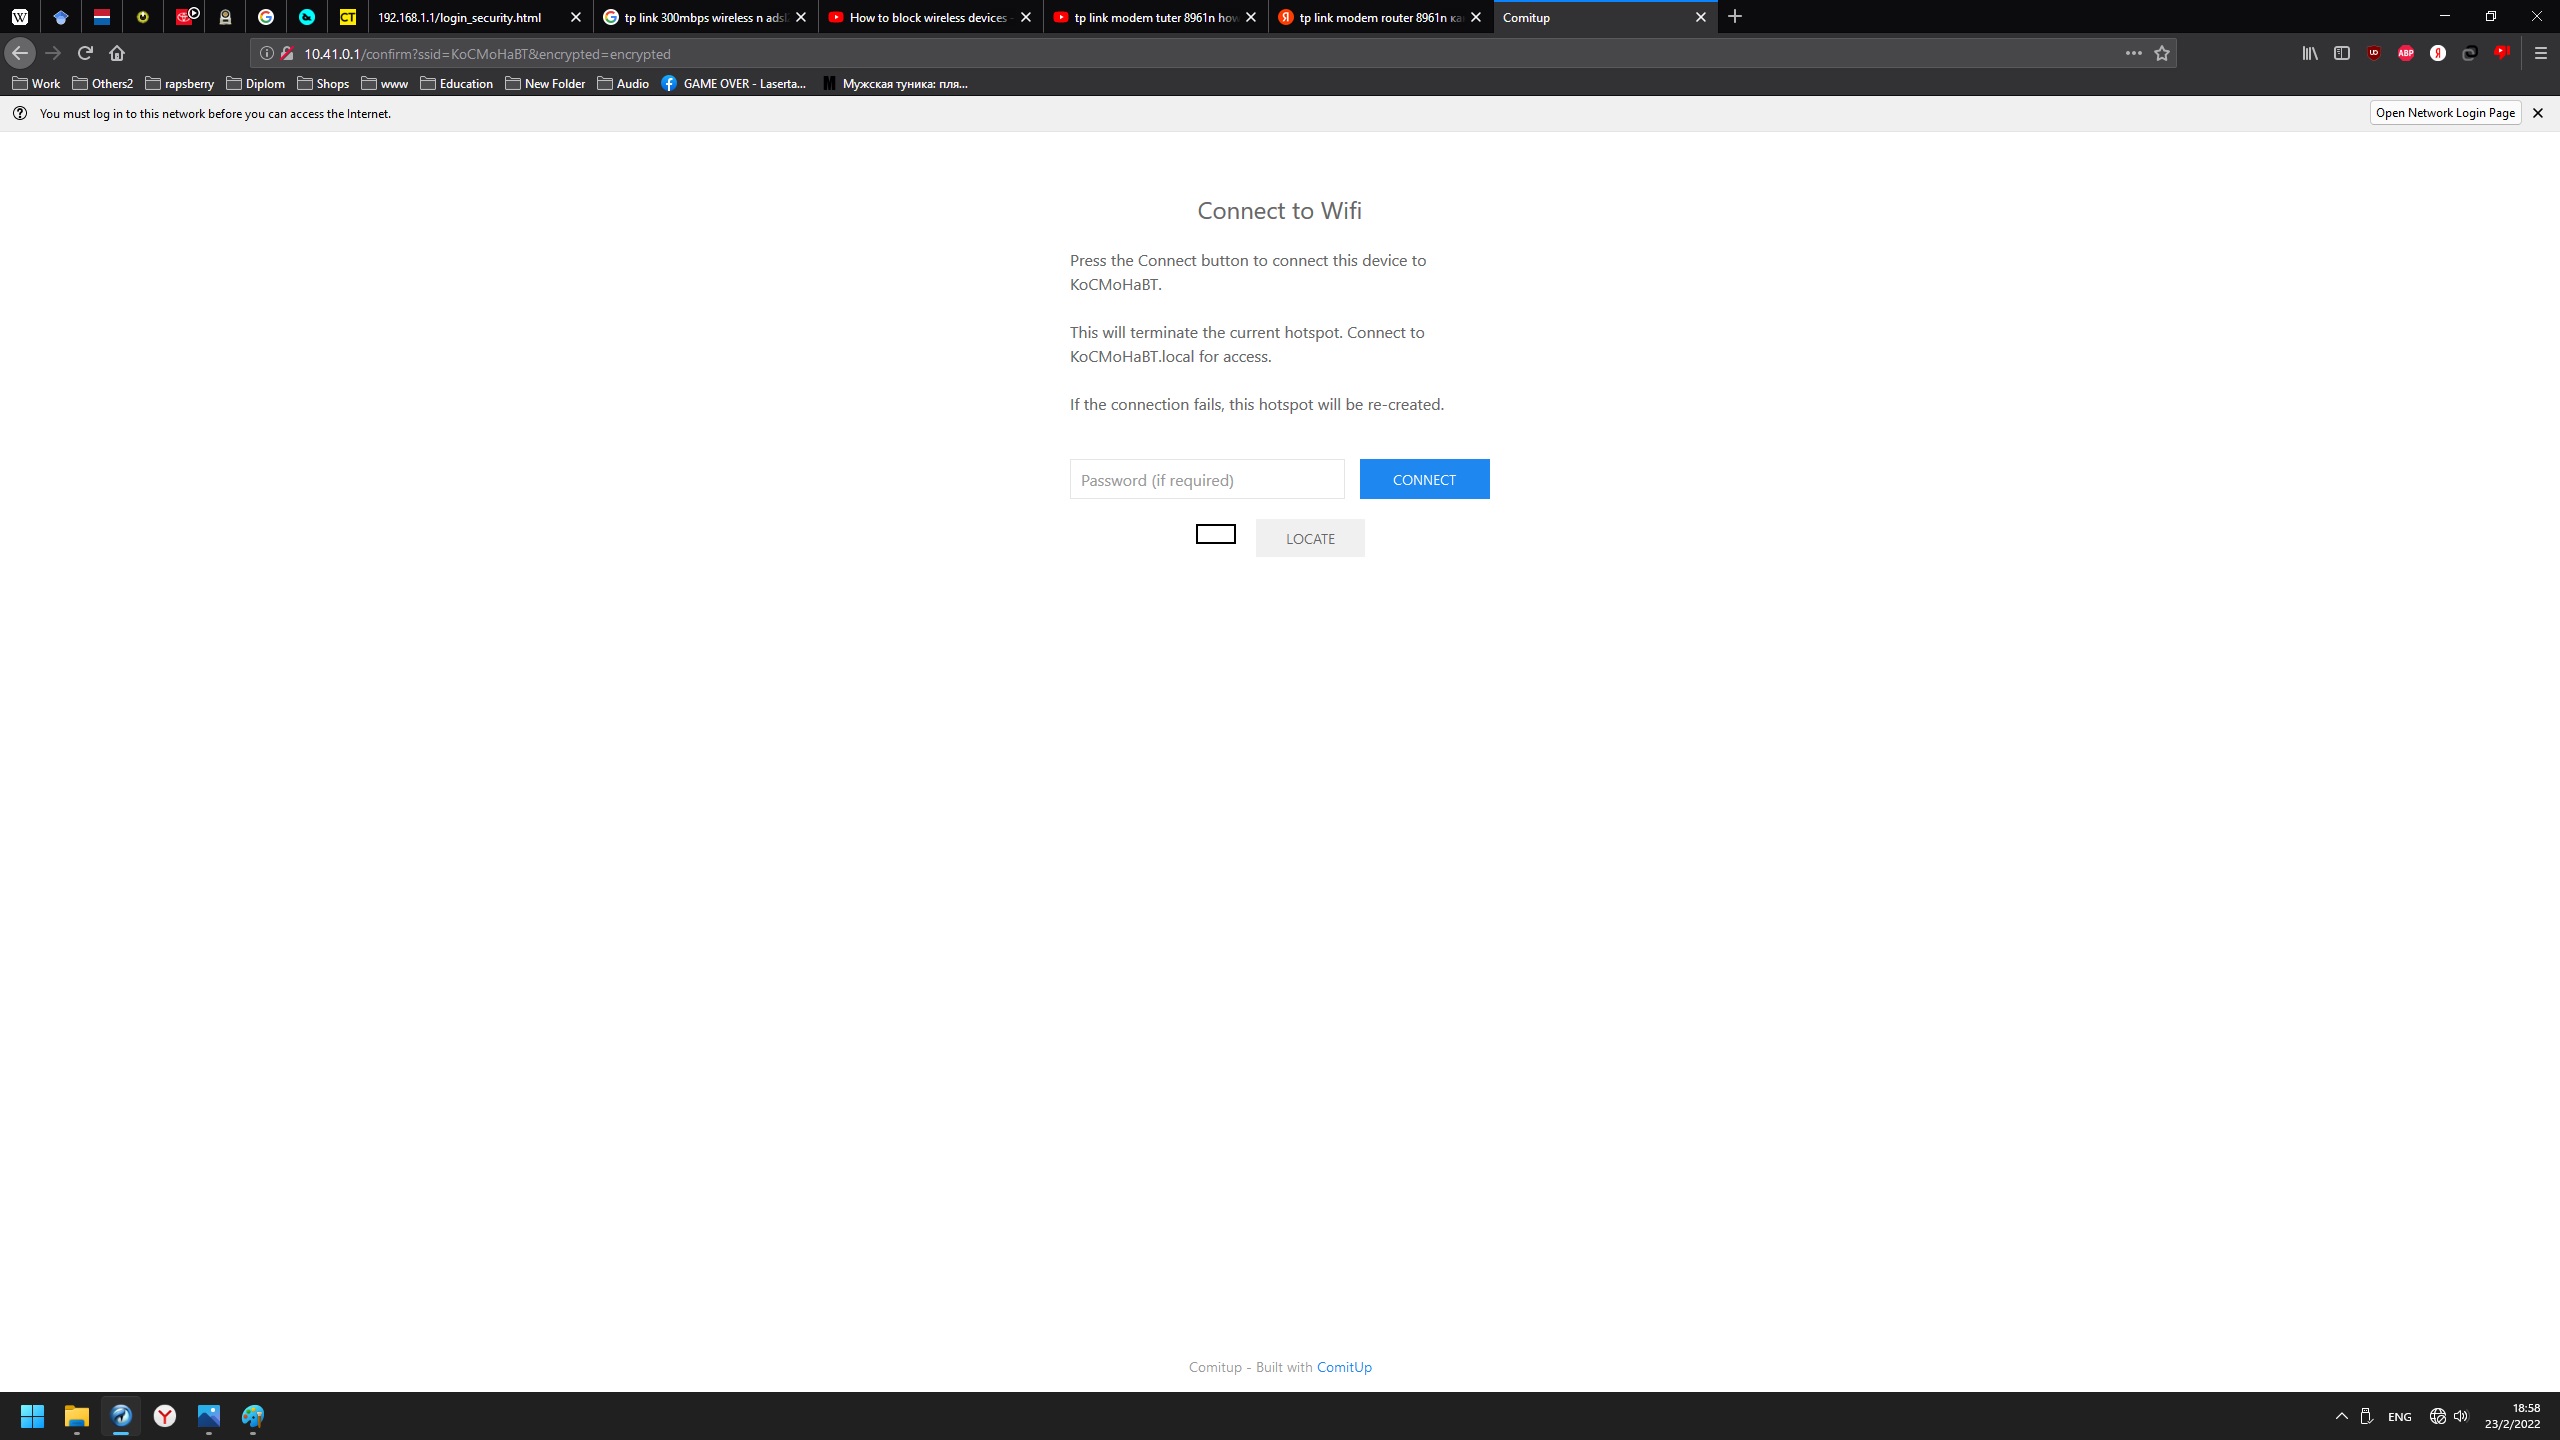 192.168.1.1/login_security.html
tp link 300mbps wireless n adsl
How to block wireless devices -
tp link modem tuter 8961n how
tp link modem router 8961n ка
Comitup
10.41.0.1/confirm?ssid=KoCMoHaBT&encrypted=encrypted
Work Others2 rapsberry Diplom Shops www Education New Folder Audio GAME OVER - Laserta... Мужская туника: пля...
You must log in to this network before you can access the Internet.
Open Network Login Page
Connect to Wifi
Press the Connect button to connect this device to
KoCMoHaBT.
This will terminate the current hotspot. Connect to
KoCMoHaBT.local for access.
If the connection fails, this hotspot will be re-created.
Password (if required)
CONNECT
LOCATE
Comitup - Built with ComitUp
ENG
18:58
23/2/2022